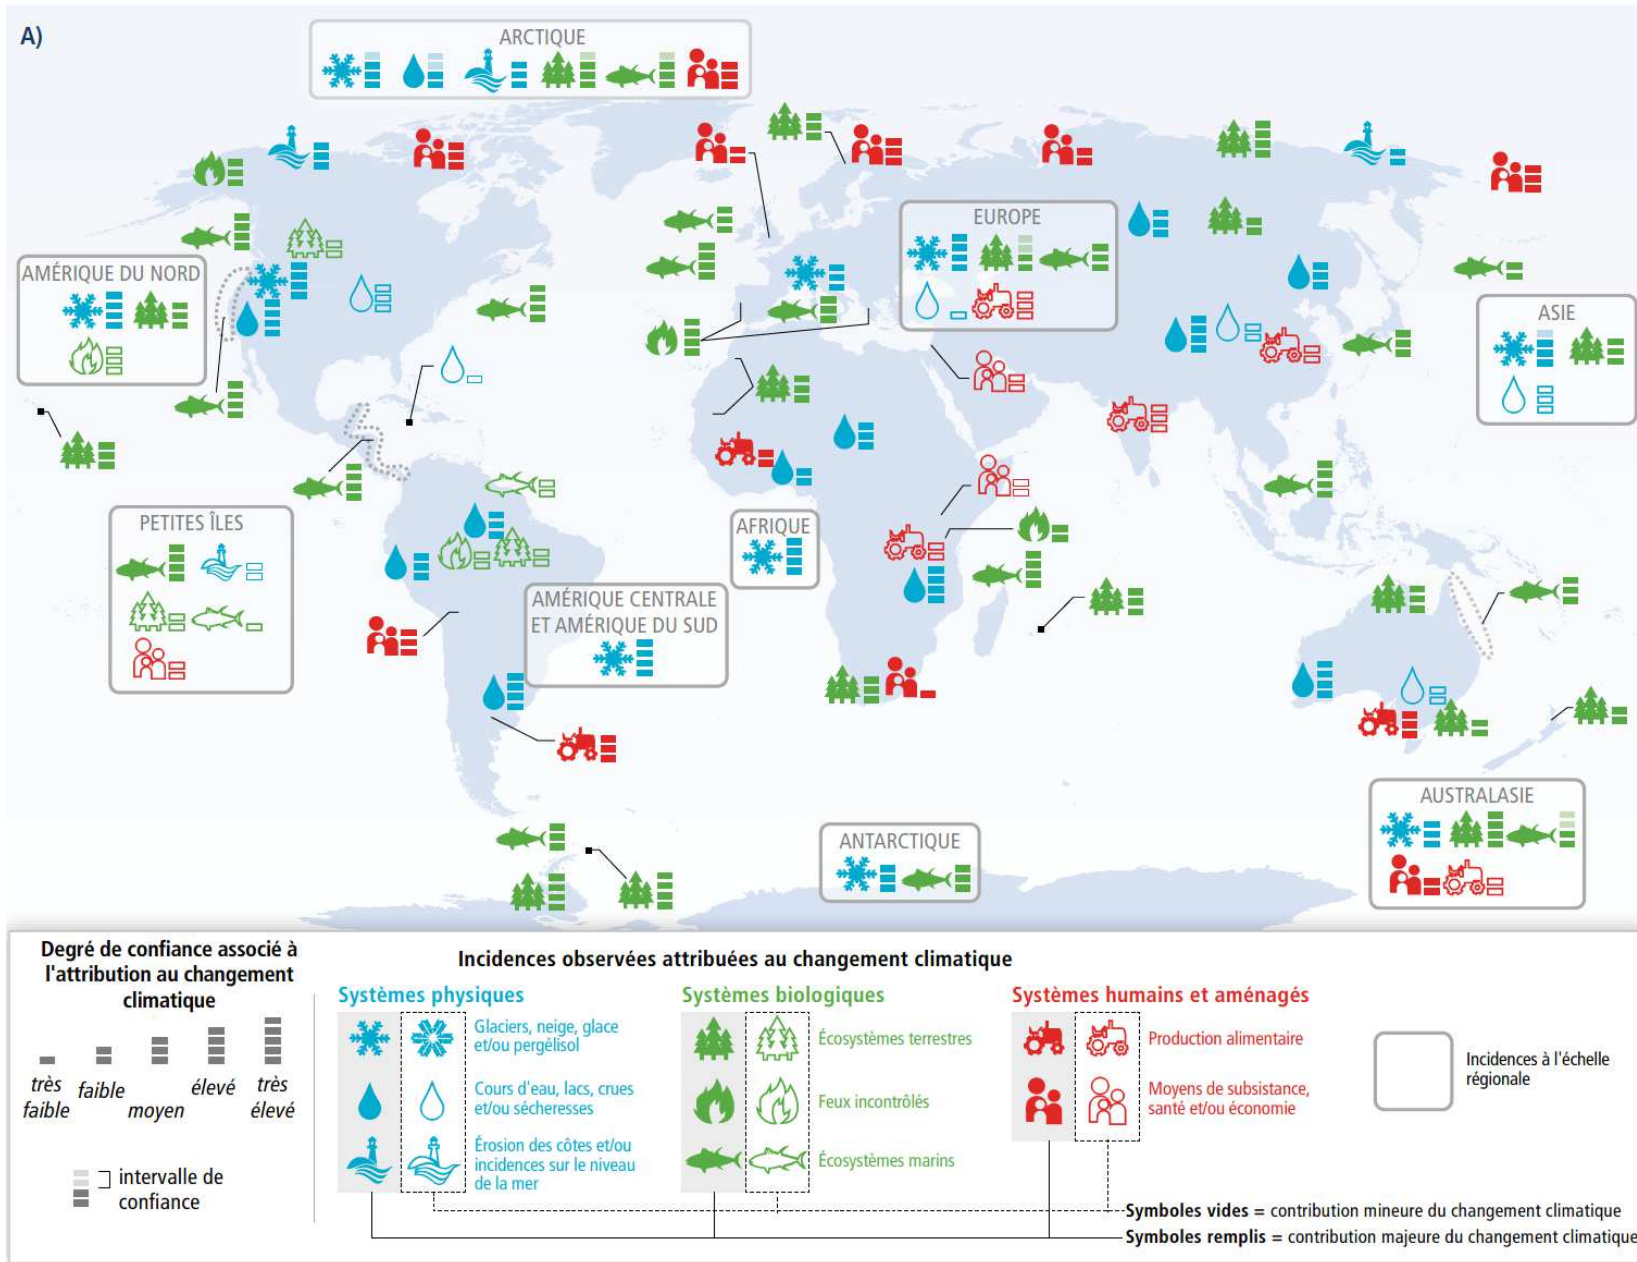 A)
ARCTIQUE
EUROPE
AMÉRIQUE DU NORD
ASIE
PETITES ÎLES
AFRIQUE
AMÉRIQUE CENTRALE
ET AMÉRIQUE DU SUD
AUSTRALASIE
ANTARCTIQUE
Degré de confiance associé à
l'attribution au changement
climatique
très
faible
faible
moyen
élevé
très
élevé
intervalle de
confiance
Incidences observées attribuées au changement climatique
Systèmes physiques
Glaciers, neige, glace
et/ou pergélisol
Cours d'eau, lacs, crues
et/ou sécheresses
Érosion des côtes et/ou
incidences sur le niveau
de la mer
Systèmes biologiques
Écosystèmes terrestres
Feux incontrôlés
Écosystèmes marins
Systèmes humains et aménagés
Production alimentaire
Moyens de subsistance,
santé et/ou économie
Incidences à l'échelle
régionale
Symboles vides = contribution mineure du changement climatique
Symboles remplis = contribution majeure du changement climatique